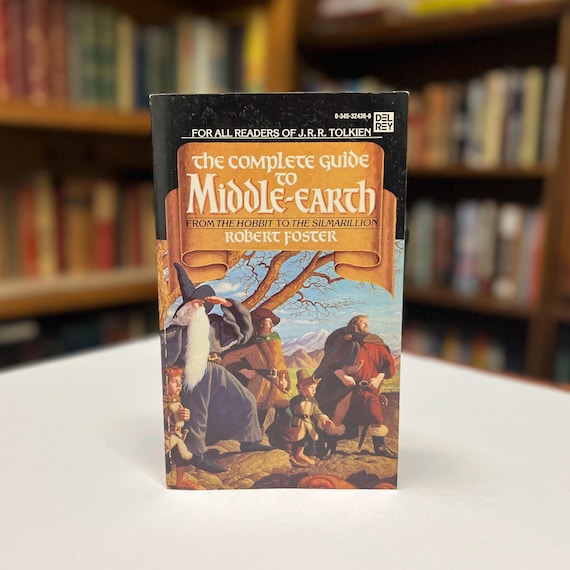 0-345-32436-6
DEL
REY
FOR ALL READERS OF J.R.R. TOLKIEN
THE COMPLETE GUIDE
TO
MIDDLE-EARTH
FROM THE HOBBIT TO THE SILMARILLION
ROBERT FOSTER